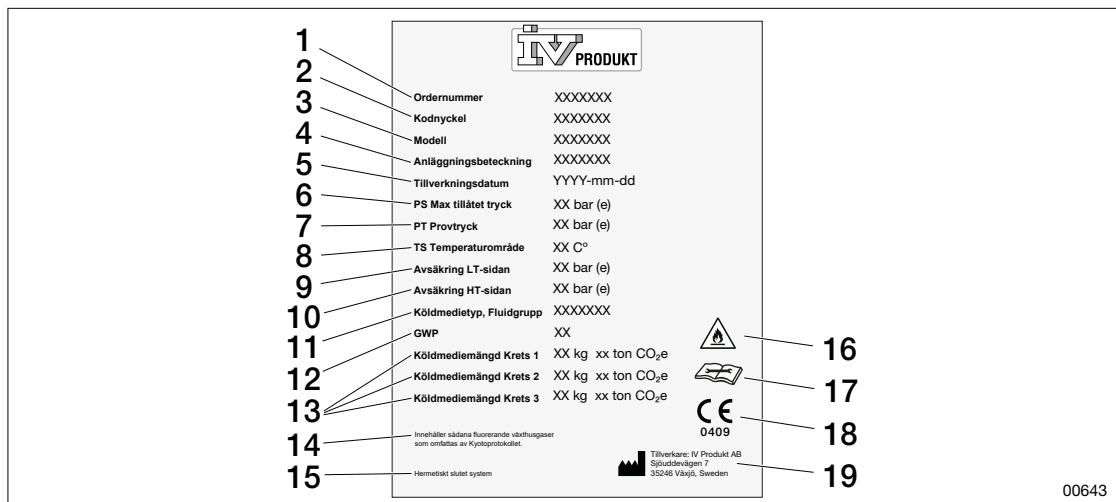 ÏV PRODUKT
1 Ordernummer XXXXXXX
2 Kodnyckel XXXXXXX
3 Modell XXXXXXX
4 Anläggningsbeteckning XXXXXXX
5 Tillverkningsdatum YYYY-mm-dd
6 PS Max tillåtet tryck XX bar (e)
7 PT Provtryck XX bar (e)
8 TS Temperaturområde XX Cº
9 Avsäkring LT-sidan XX bar (e)
10 Avsäkring HT-sidan XX bar (e)
11 Köldmedietyp, Fluidgrupp XXXXXXX
12 GWP XX
13 Köldmediemängd Krets 1 XX kg xx ton CO₂e
Köldmediemängd Krets 2 XX kg xx ton CO₂e
Köldmediemängd Krets 3 XX kg xx ton CO₂e
14 Innehåller sådana fluorerande växthusgaser
som omfattas av Kyotoprotokollet.
15 Hermetiskt slutet system
16
17
CE 18
0409
Tillverkare: IV Produkt AB
Sjöuddevägen 7 19
35246 Växjö, Sweden
00643